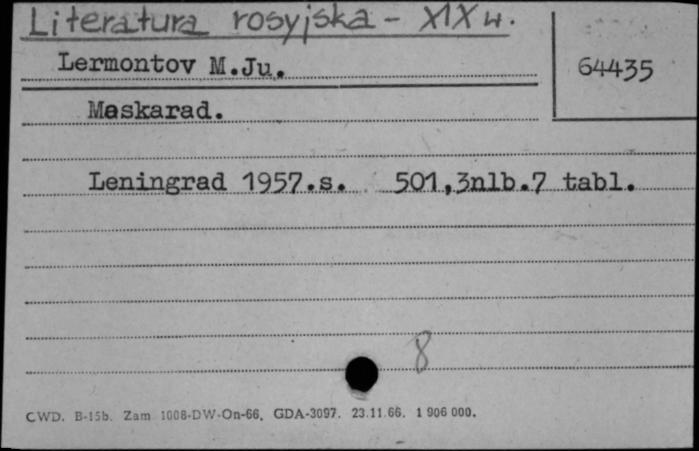 Literatura rosyjska - XIX w.
Lermontov M.Ju.
64435
Maskarad.
Leningrad 1957.s. 501,3nlb.7 tabl.
8
CWD. B-15b. Zam 1008-DW-On-66. GDA-3097. 23.11.66. 1 906 000.